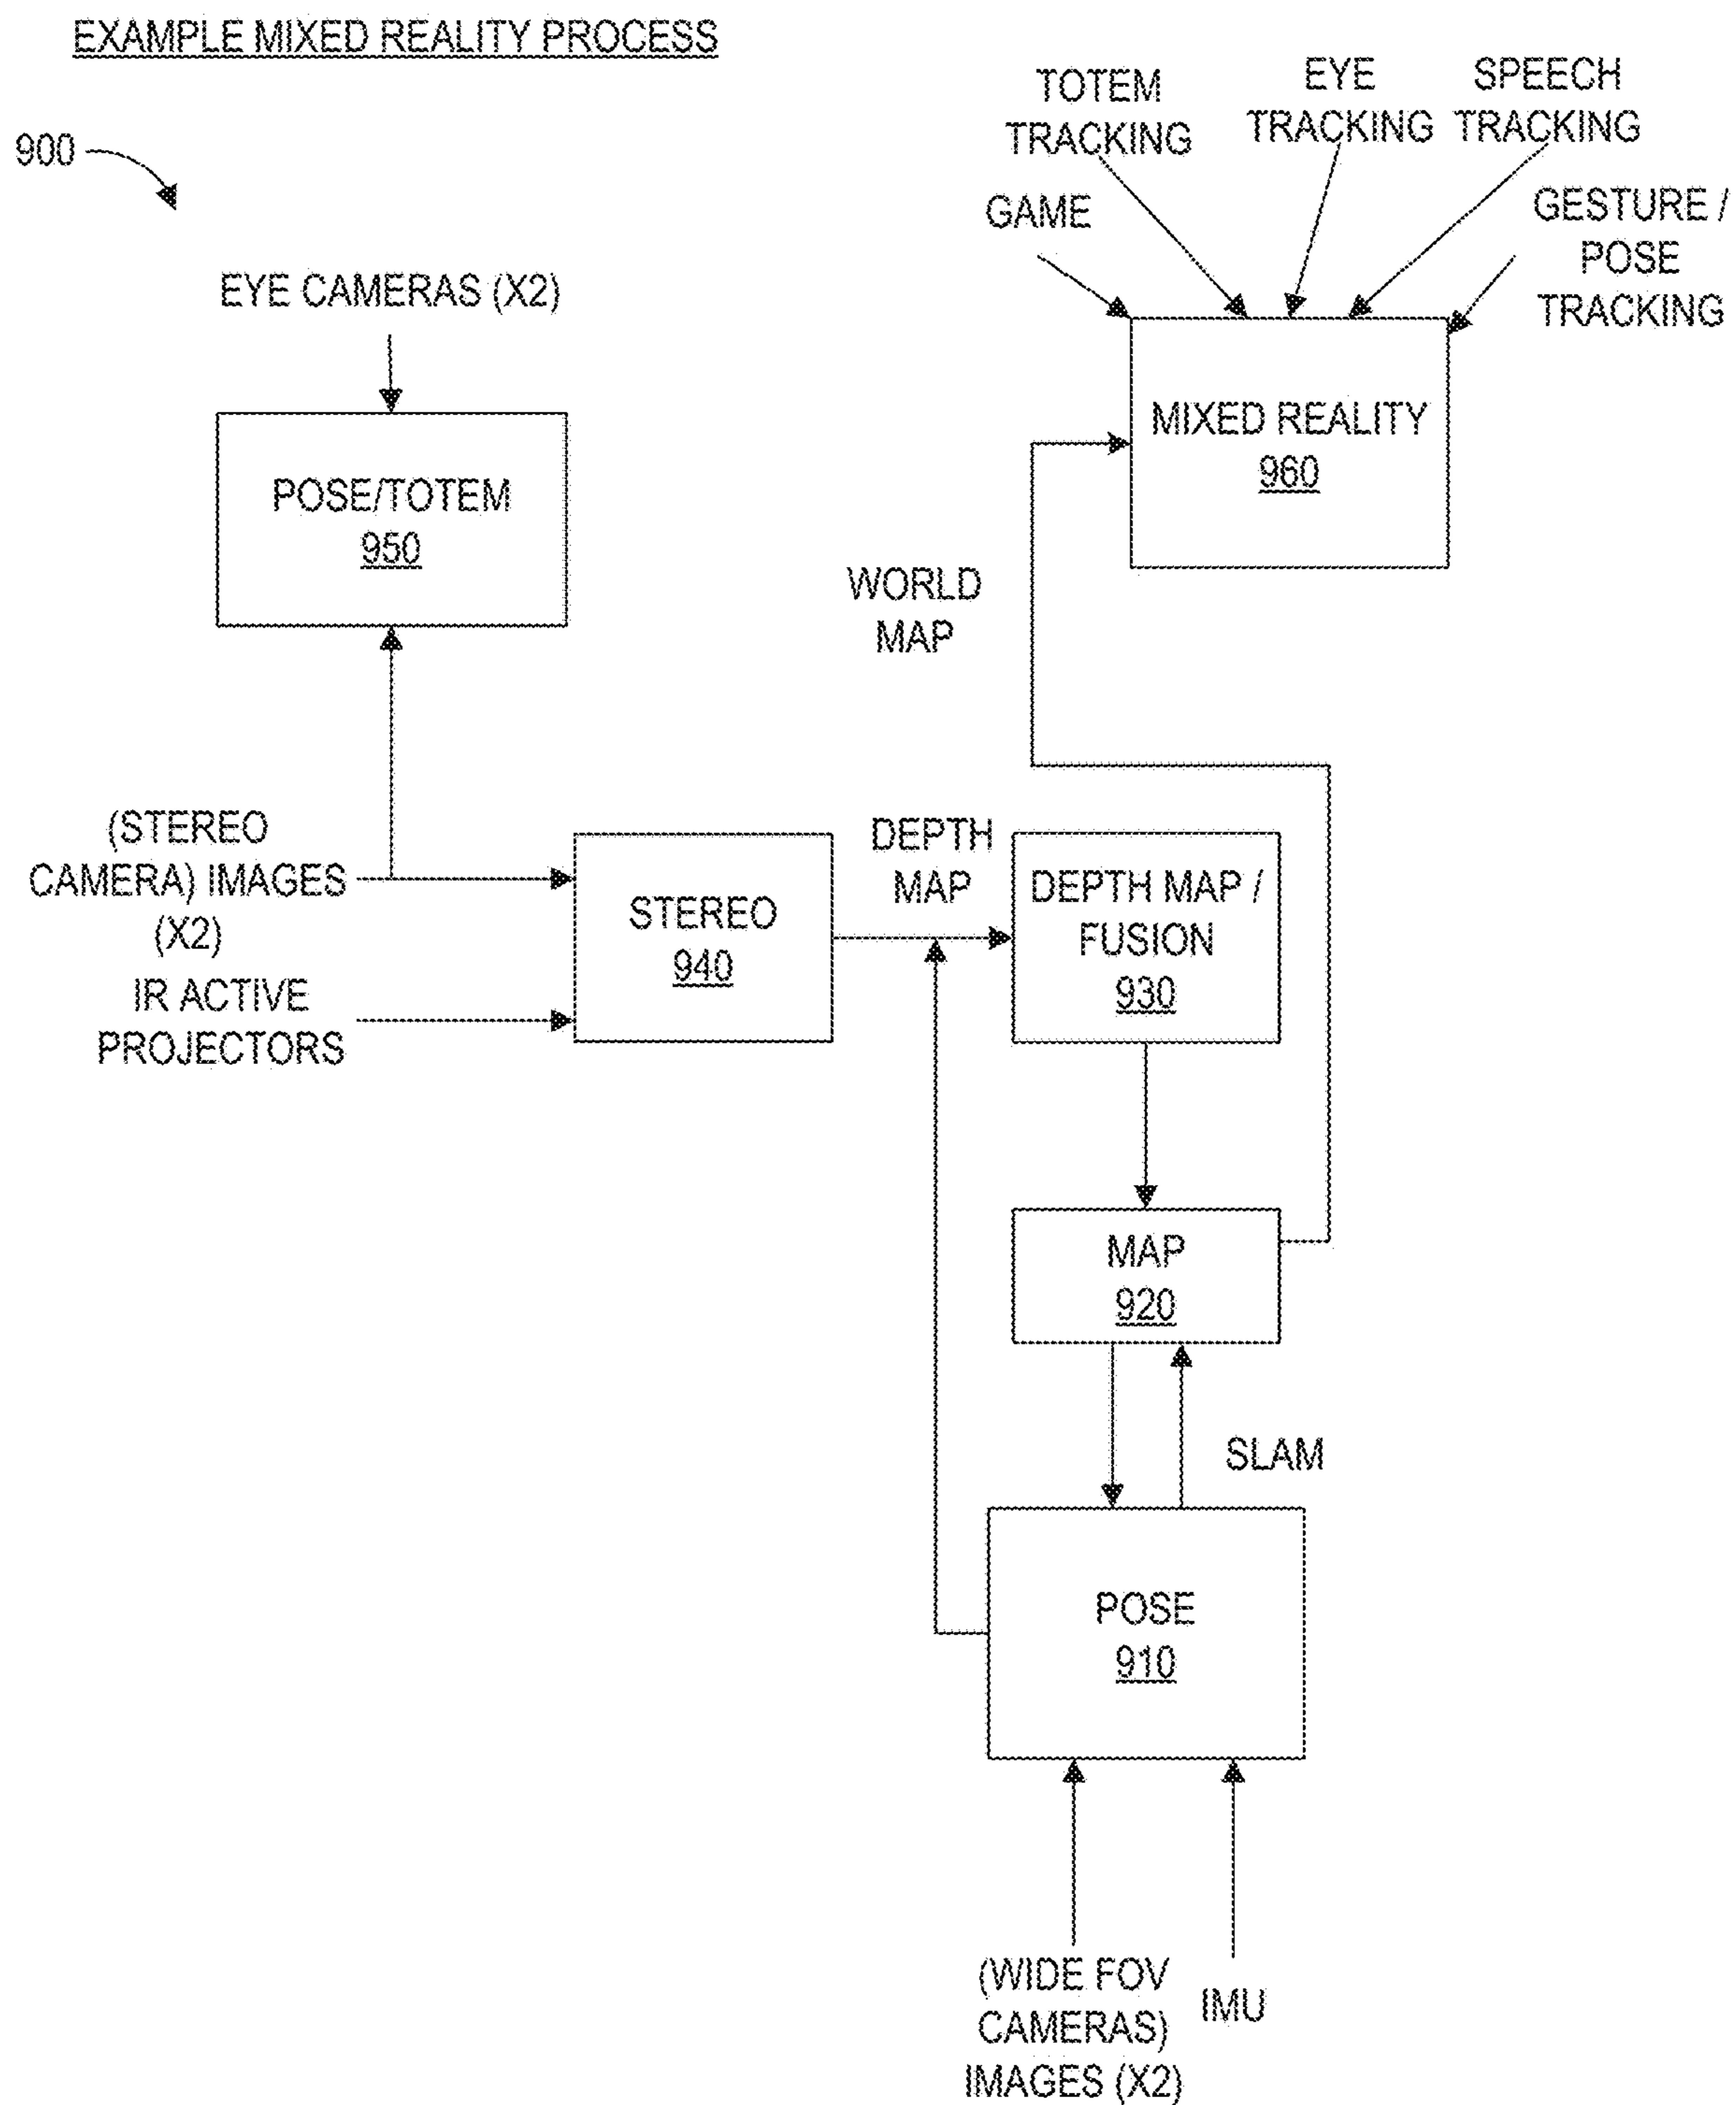 EXAMPLE MIXED REALITY PROCESS
900
TOTEM
TRACKING
EYE
TRACKING
SPEECH
TRACKING
GAME
GESTURE /
POSE
TRACKING
EYE CAMERAS (X2)
MIXED REALITY
960
POSE/TOTEM
950
WORLD
MAP
(STEREO
CAMERA) IMAGES
(X2)
IR ACTIVE
PROJECTORS
STEREO
940
DEPTH
MAP
DEPTH MAP /
FUSION
930
MAP
920
SLAM
POSE
910
(WIDE FOV
CAMERAS)
IMAGES (X2)
IMU